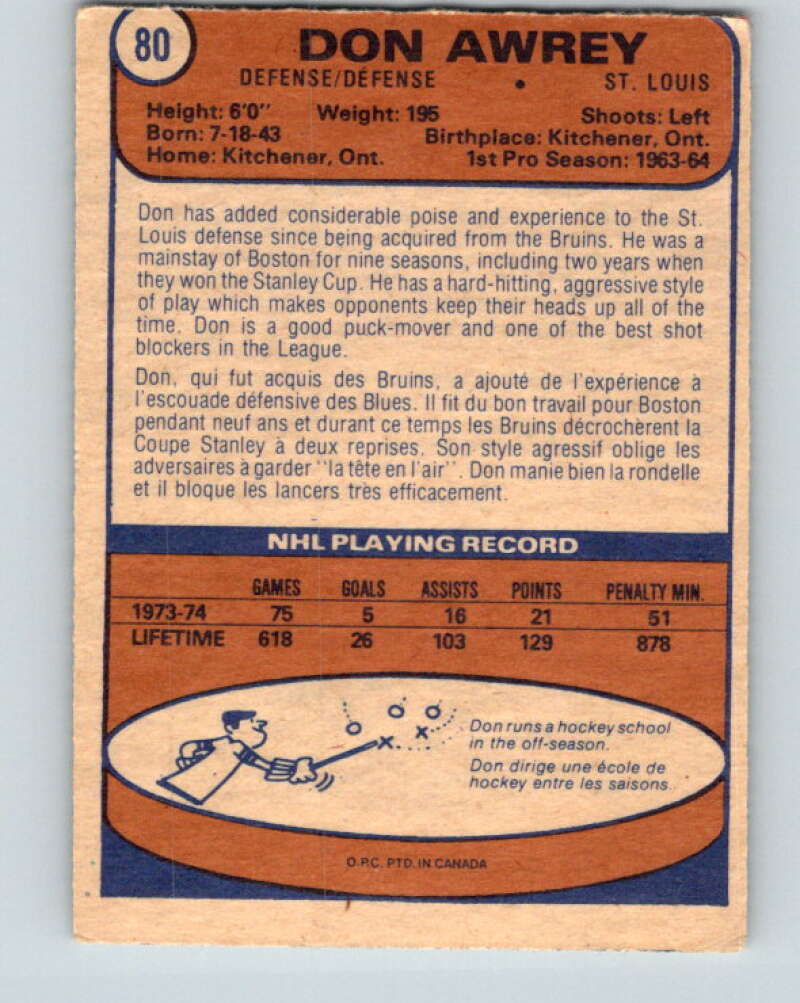 80
DON AWREY
DEFENSE/DÉFENSE • ST. LOUIS
Height: 6'0" Weight: 195 Shoots: Left
Born: 7-18-43 Birthplace: Kitchener, Ont.
Home: Kitchener, Ont. 1st Pro Season: 1963-64
Don has added considerable poise and experience to the St.
Louis defense since being acquired from the Bruins. He was a
mainstay of Boston for nine seasons, including two years when
they won the Stanley Cup. He has a hard-hitting, aggressive style
of play which makes opponents keep their heads up all of the
time. Don is a good puck-mover and one of the best shot
blockers in the League.
Don, qui fut acquis des Bruins, a ajouté de l'expérience à
l'escouade défensive des Blues. Il fit du bon travail pour Boston
pendant neuf ans et durant ce temps les Bruins décrochèrent la
Coupe Stanley à deux reprises. Son style agressif oblige les
adversaires à garder "la tête en l'air". Don manie bien la rondelle
et il bloque les lancers très efficacement.
NHL PLAYING RECORD
GAMES GOALS ASSISTS POINTS PENALTY MIN.
1973-74 75 5 16 21 51
LIFETIME 618 26 103 129 878
Don runs a hockey school
in the off-season.
Don dirige une école de
hockey entre les saisons.
O.P.C. PTD. IN CANADA